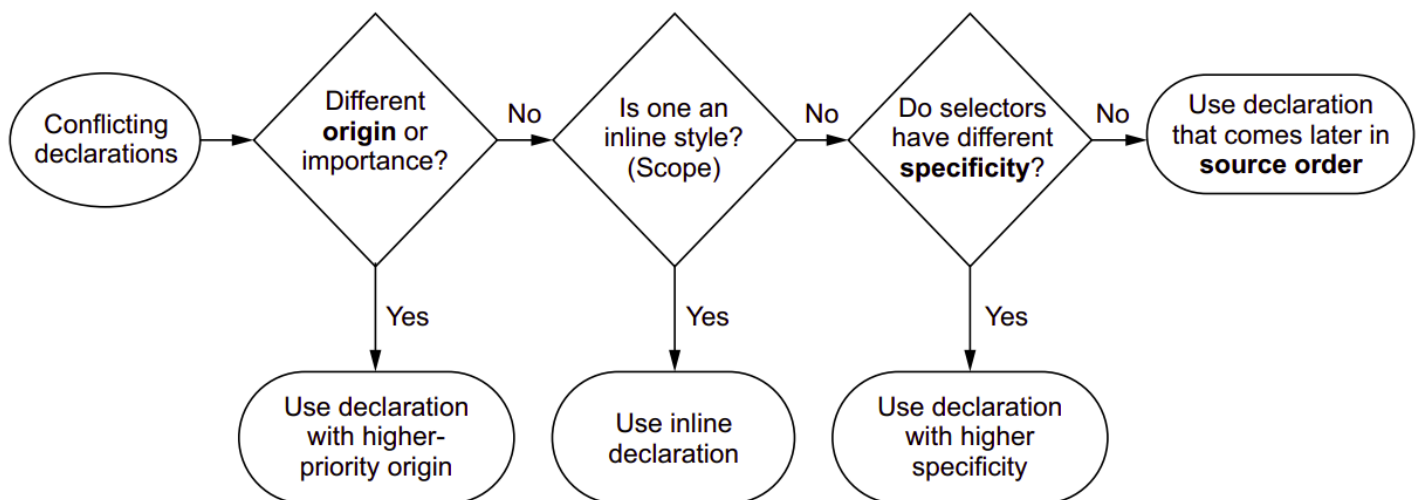 Conflicting
declarations
Different
origin or
importance?
No
Is one an
inline style?
(Scope)
No
Do selectors
have different
specificity?
No
Use declaration
that comes later in
source order
Yes
Yes
Yes
Use declaration
with higher-
priority origin
Use inline
declaration
Use declaration
with higher
specificity